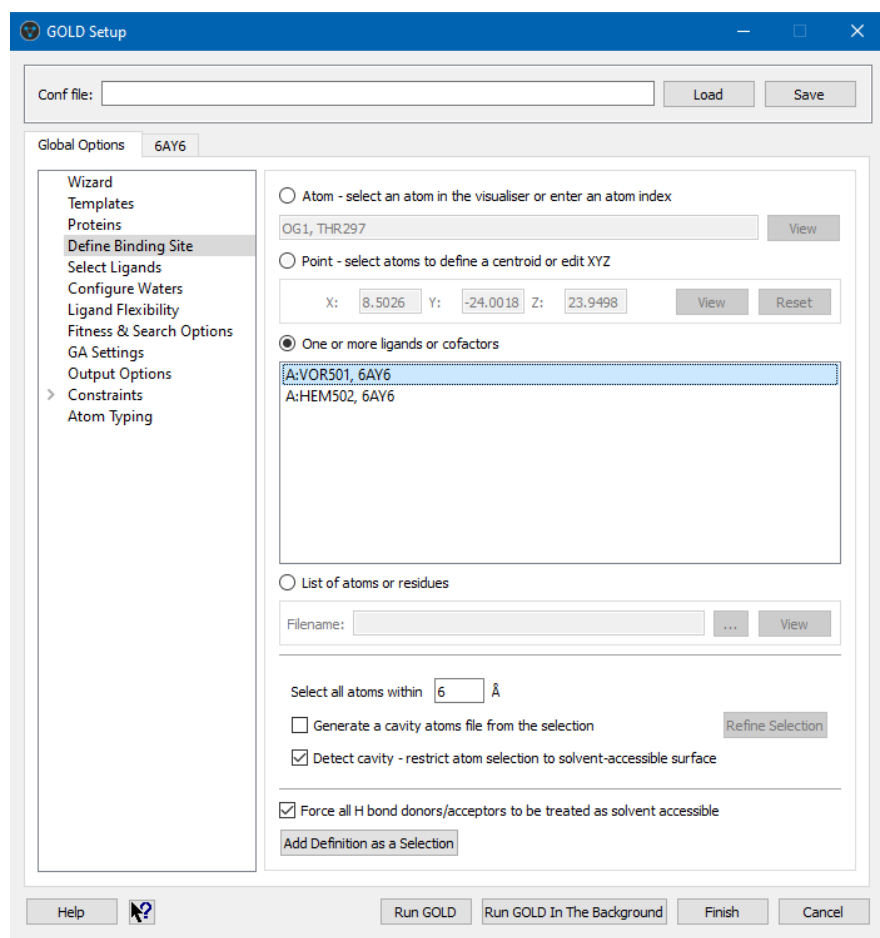 GOLD Setup
Conf file:
Load
Save
Global Options
6AY6
Wizard
Templates
Proteins
Define Binding Site
Select Ligands
Configure Waters
Ligand Flexibility
Fitness & Search Options
GA Settings
Output Options
Constraints
Atom Typing
Atom - select an atom in the visualiser or enter an atom index
OG1, THR297
View
Point - select atoms to define a centroid or edit XYZ
X: 8.5026 Y: -24.0018 Z: 23.9498 View Reset
One or more ligands or cofactors
A:VOR501, 6AY6
A:HEM502, 6AY6
List of atoms or residues
Filename: ... View
Select all atoms within 6 Å
Generate a cavity atoms file from the selection
Refine Selection
Detect cavity - restrict atom selection to solvent-accessible surface
Force all H bond donors/acceptors to be treated as solvent accessible
Add Definition as a Selection
Help ? Run GOLD Run GOLD In The Background Finish Cancel